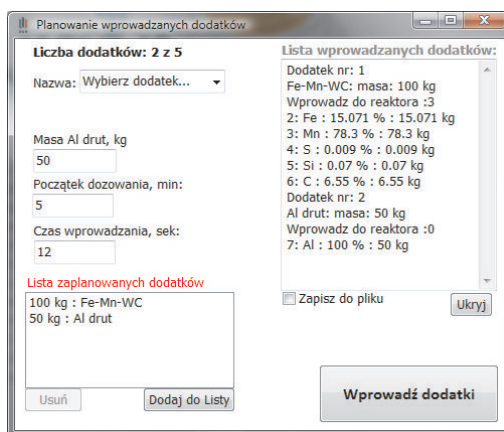 Planowanie wprowadzanych dodatków
Liczba dodatków: 2 z 5
Nazwa: Wybierz dodatek...
Masa Al drut, kg
50
Początek dozowania, min:
5
Czas wprowadzania, sek:
12
Lista zaplanowanych dodatków
100 kg : Fe-Mn-WC
50 kg : Al drut
Usuń
Dodaj do Listy
Lista wprowadzanych dodatków:
Dodatek nr: 1
Fe-Mn-WC: masa: 100 kg
Wprowadz do reaktora :3
2: Fe : 15.071 % : 15.071 kg
3: Mn : 78.3 % : 78.3 kg
4: S : 0.009 % : 0.009 kg
5: Si : 0.07 % : 0.07 kg
6: C : 6.55 % : 6.55 kg
Dodatek nr: 2
Al drut: masa: 50 kg
Wprowadz do reaktora :0
7: Al : 100 % : 50 kg
Zapisz do pliku
Ukryj
Wprowadź dodatki